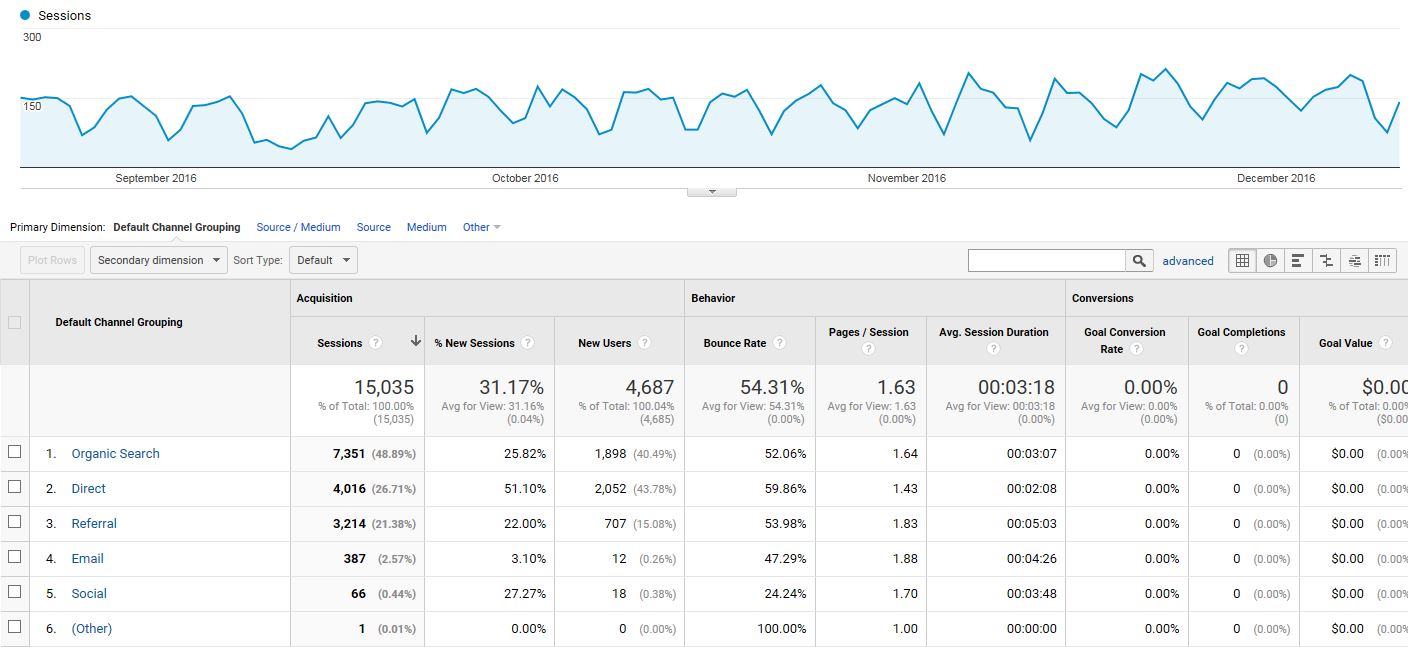 Sessions
300
150
September 2016 October 2016 November 2016 December 2016
Primary Dimension: Default Channel Grouping Source / Medium Source Medium Other
Plot Rows Secondary dimension Sort Type: Default advanced
Default Channel Grouping Acquisition Behavior Conversions
Sessions ? % New Sessions ? New Users ? Bounce Rate ? Pages / Session ? Avg. Session Duration ? Goal Conversion Rate ? Goal Completions ? Goal Value ?
15,035 31.17% 4,687 54.31% 1.63 00:03:18 0.00% 0 $0.00
% of Total: 100.00% Avg for View: 31.16% % of Total: 100.04% Avg for View: 54.31% Avg for View: 1.63 Avg for View: 00:03:18 Avg for View: 0.00% % of Total: 0.00% % of Total: 0.00%
(15,035) (0.04%) (4,685) (0.00%) (0.00%) (0.00%) (0.00%) (0) ($0.00
1. Organic Search 7,351 (48.89%) 25.82% 1,898 (40.49%) 52.06% 1.64 00:03:07 0.00% 0 (0.00%) $0.00 (0.00%
2. Direct 4,016 (26.71%) 51.10% 2,052 (43.78%) 59.86% 1.43 00:02:08 0.00% 0 (0.00%) $0.00 (0.00%
3. Referral 3,214 (21.38%) 22.00% 707 (15.08%) 53.98% 1.83 00:05:03 0.00% 0 (0.00%) $0.00 (0.00%
4. Email 387 (2.57%) 3.10% 12 (0.26%) 47.29% 1.88 00:04:26 0.00% 0 (0.00%) $0.00 (0.00%
5. Social 66 (0.44%) 27.27% 18 (0.38%) 24.24% 1.70 00:03:48 0.00% 0 (0.00%) $0.00 (0.00%
6. (Other) 1 (0.01%) 0.00% 0 (0.00%) 100.00% 1.00 00:00:00 0.00% 0 (0.00%) $0.00 (0.00%